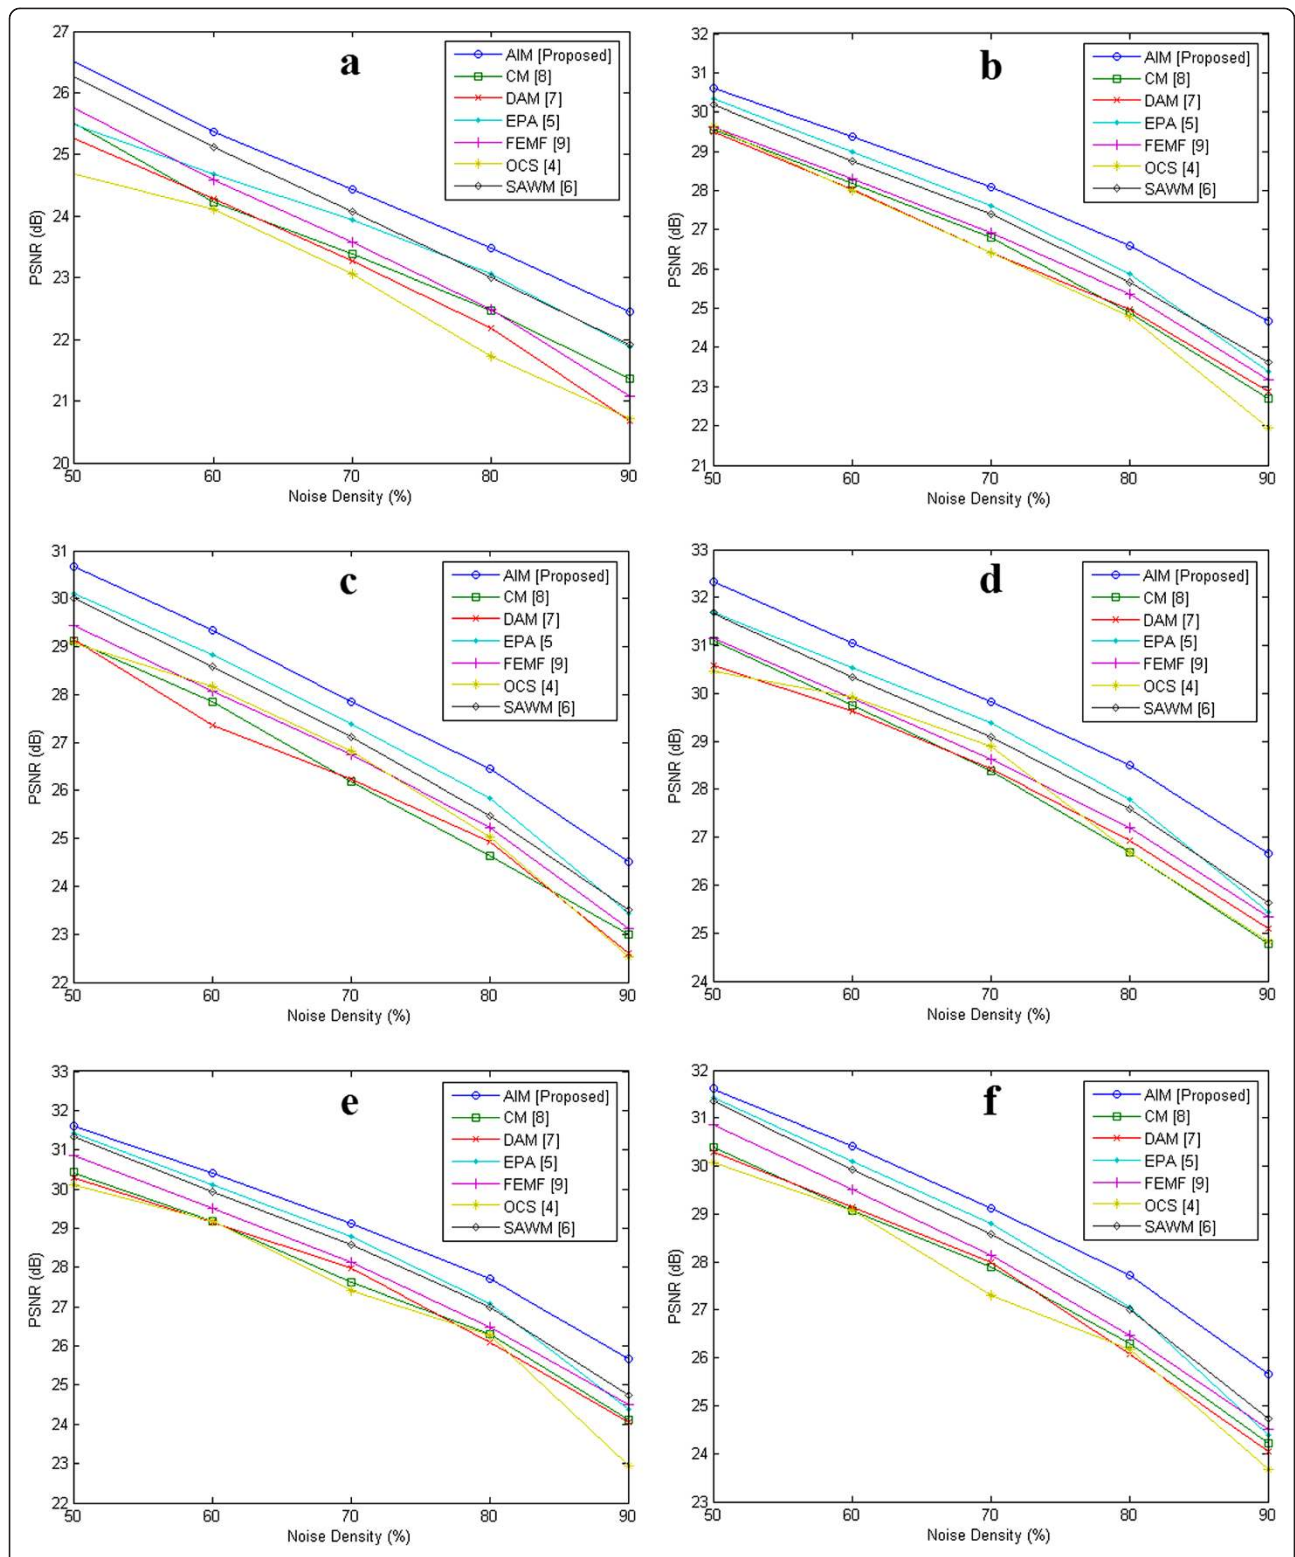 a
27
26
25
24
23
22
21
20
PSNR (dB)
50 60 70 80 90
Noise Density (%)
AIM [Proposed]
CM [8]
DAM [7]
EPA [5]
FEMF [9]
OCS [4]
SAWM [6]
b
32
31
30
29
28
27
26
25
24
23
22
21
PSNR (dB)
50 60 70 80 90
Noise Density (%)
AIM [Proposed]
CM [8]
DAM [7]
EPA [5]
FEMF [9]
OCS [4]
SAWM [6]
c
31
30
29
28
27
26
25
24
23
22
PSNR (dB)
50 60 70 80 90
Noise Density (%)
AIM [Proposed]
CM [8]
DAM [7]
EPA [5
FEMF [9]
OCS [4]
SAWM [6]
d
33
32
31
30
29
28
27
26
25
24
PSNR (dB)
50 60 70 80 90
Noise Density (%)
AIM [Proposed]
CM [8]
DAM [7]
EPA [5]
FEMF [9]
OCS [4]
SAWM [6]
e
33
32
31
30
29
28
27
26
25
24
23
22
PSNR (dB)
50 60 70 80 90
Noise Density (%)
AIM [Proposed]
CM [8]
DAM [7]
EPA [5]
FEMF [9]
OCS [4]
SAWM [6]
f
32
31
30
29
28
27
26
25
24
23
PSNR (dB)
50 60 70 80 90
Noise Density (%)
AIM [Proposed]
CM [8]
DAM [7]
EPA [5]
FEMF [9]
OCS [4]
SAWM [6]